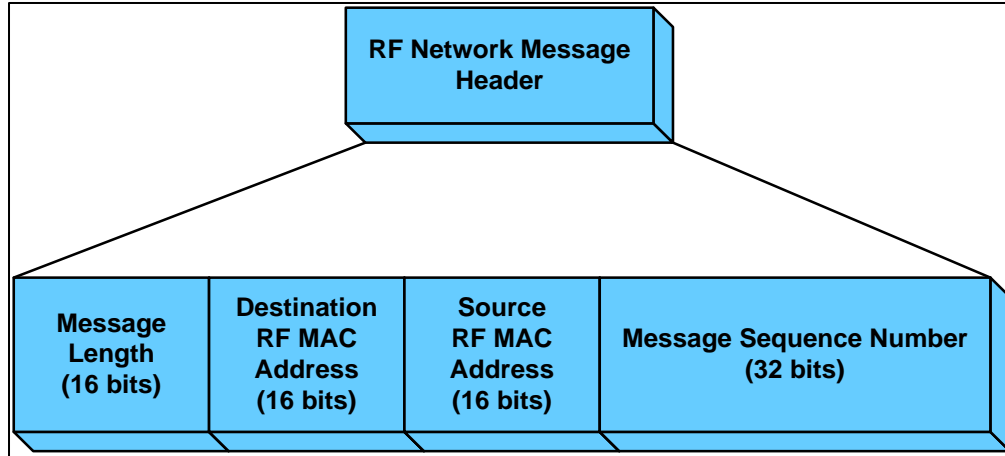 RF Network Message
Header
Message
Length
(16 bits)
Destination
RF MAC
Address
(16 bits)
Source
RF MAC
Address
(16 bits)
Message Sequence Number
(32 bits)